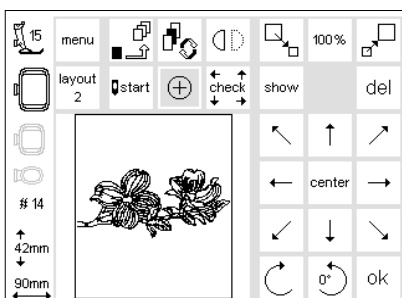 15
menu
100%
layout
2
start
check
show
del
center
# 14
42mm
90mm
0°
ok